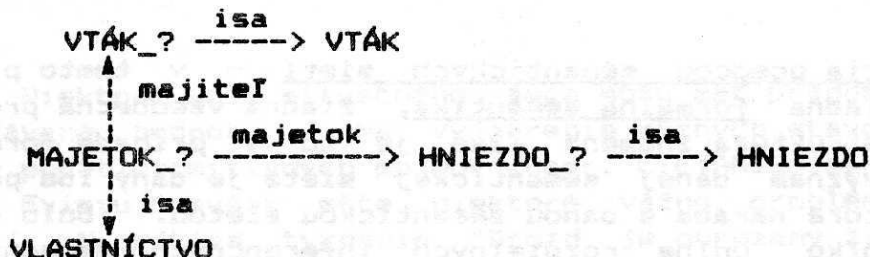 isa
VTÁK_? -----> VTÁK
majiteľ
MAJETOK_? majetok ----------> HNIEZDO_? isa -----> HNIEZDO
isa
VLASTNÍCTVO